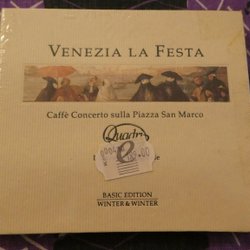 VENEZIA LA FESTA
Caffè Concerto sulla Piazza San Marco
Quadri
e
BASIC EDITION
WINTER & WINTER